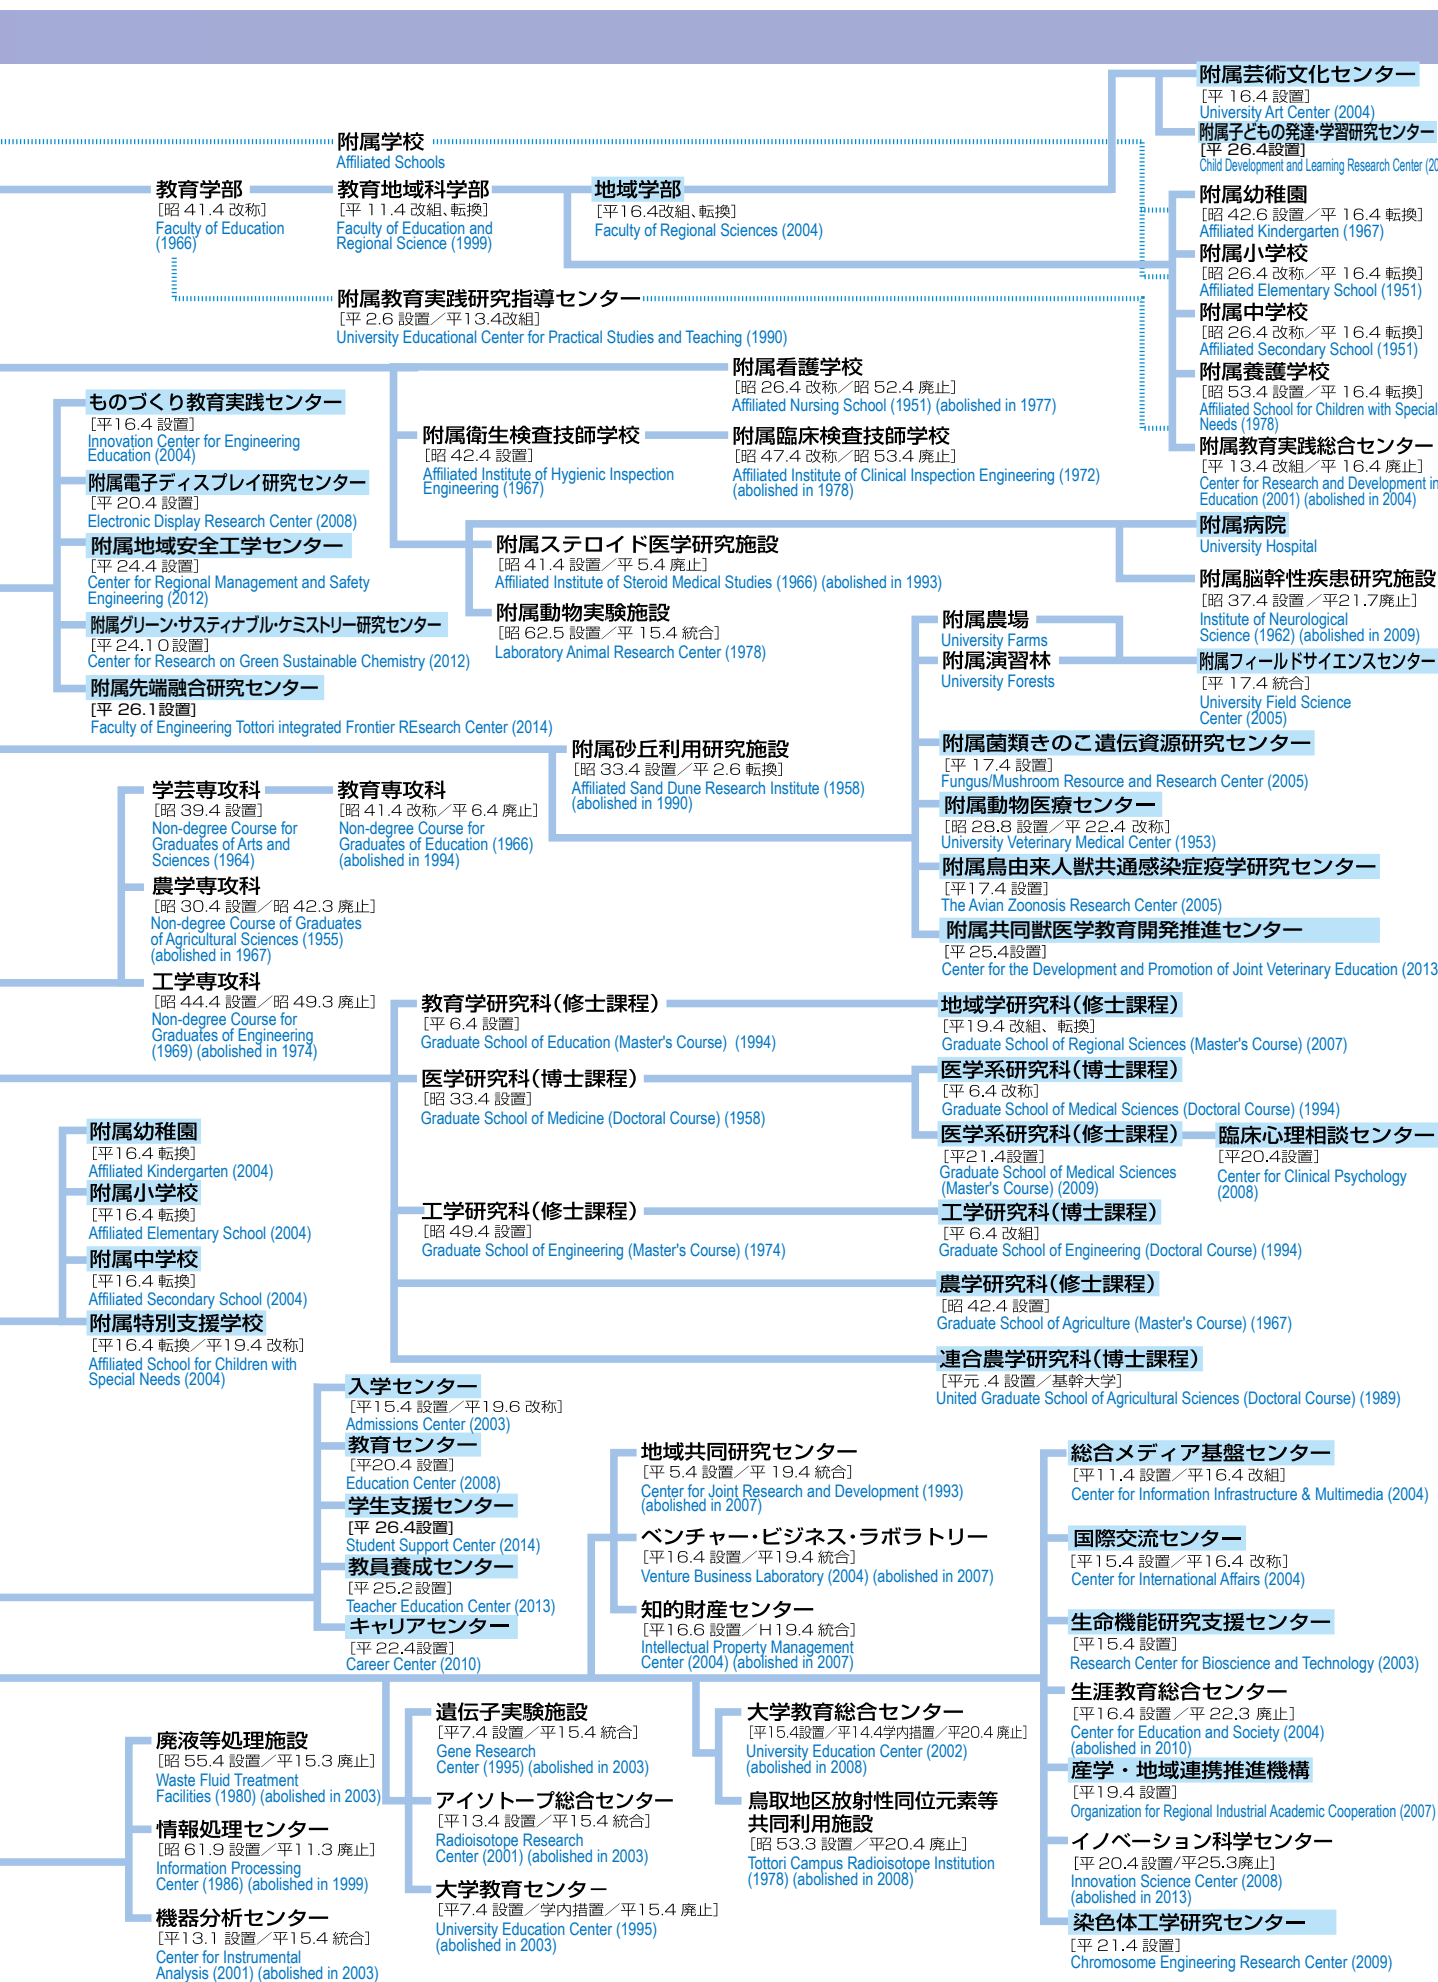 附属芸術文化センター
[平 16.4 設置]
University Art Center (2004)
附属子どもの発達・学習研究センター
[平 26.4設置]
Child Development and Learning Research Center (20
附属学校
Affiliated Schools
教育学部
[昭 41.4 改称]
Faculty of Education
(1966)
教育地域科学部
[平 11.4 改組、転換]
Faculty of Education and
Regional Science (1999)
地域学部
[平16.4改組、転換]
Faculty of Regional Sciences (2004)
附属幼稚園
[昭 42.6 設置／平 16.4 転換]
Affiliated Kindergarten (1967)
附属小学校
[昭 26.4 改称／平 16.4 転換]
Affiliated Elementary School (1951)
附属中学校
[昭 26.4 改称／平 16.4 転換]
Affiliated Secondary School (1951)
附属養護学校
[昭 53.4 設置／平 16.4 転換]
Affiliated School for Children with Special
Needs (1978)
附属教育実践総合センター
[平 13.4 改組／平 16.4 廃止]
Center for Research and Development in
Education (2001) (abolished in 2004)
附属教育実践研究指導センター
[平 2.6 設置／平13.4改組]
University Educational Center for Practical Studies and Teaching (1990)
附属看護学校
[昭 26.4 改称／昭 52.4 廃止]
Affiliated Nursing School (1951) (abolished in 1977)
附属衛生検査技師学校
[昭 42.4 設置]
Affiliated Institute of Hygienic Inspection
Engineering (1967)
附属臨床検査技師学校
[昭 47.4 改称／昭 53.4 廃止]
Affiliated Institute of Clinical Inspection Engineering (1972)
(abolished in 1978)
ものづくり教育実践センター
[平16.4 設置]
Innovation Center for Engineering
Education (2004)
附属電子ディスプレイ研究センター
[平 20.4 設置]
Electronic Display Research Center (2008)
附属地域安全工学センター
[平 24.4 設置]
Center for Regional Management and Safety
Engineering (2012)
附属グリーン・サスティナブル・ケミストリー研究センター
[平 24.10設置]
Center for Research on Green Sustainable Chemistry (2012)
附属先端融合研究センター
[平 26.1設置]
Faculty of Engineering Tottori integrated Frontier REsearch Center (2014)
附属ステロイド医学研究施設
[昭 41.4 設置／平 5.4 廃止]
Affiliated Institute of Steroid Medical Studies (1966) (abolished in 1993)
附属動物実験施設
[昭 62.5 設置／平 15.4 統合]
Laboratory Animal Research Center (1978)
附属病院
University Hospital
附属脳幹性疾患研究施設
[昭 37.4 設置／平21.7廃止]
Institute of Neurological
Science (1962) (abolished in 2009)
附属農場
University Farms
附属演習林
University Forests
附属フィールドサイエンスセンター
[平 17.4 統合]
University Field Science
Center (2005)
附属砂丘利用研究施設
[昭 33.4 設置／平 2.6 転換]
Affiliated Sand Dune Research Institute (1958)
(abolished in 1990)
附属菌類きのこ遺伝資源研究センター
[平 17.4 設置]
Fungus/Mushroom Resource and Research Center (2005)
附属動物医療センター
[昭 28.8 設置／平 22.4 改称]
University Veterinary Medical Center (1953)
附属鳥由来人獣共通感染症疫学研究センター
[平17.4 設置]
The Avian Zoonosis Research Center (2005)
附属共同獣医学教育開発推進センター
[平 25.4設置]
Center for the Development and Promotion of Joint Veterinary Education (2013
学芸専攻科
[昭 39.4 設置]
Non-degree Course for
Graduates of Arts and
Sciences (1964)
教育専攻科
[昭 41.4 改称／平 6.4 廃止]
Non-degree Course for
Graduates of Education (1966)
(abolished in 1994)
農学専攻科
[昭 30.4 設置／昭 42.3 廃止]
Non-degree Course of Graduates
of Agricultural Sciences (1955)
(abolished in 1967)
工学専攻科
[昭 44.4 設置／昭 49.3 廃止]
Non-degree Course for
Graduates of Engineering
(1969) (abolished in 1974)
教育学研究科（修士課程）
[平 6.4 設置]
Graduate School of Education (Master's Course) (1994)
地域学研究科（修士課程）
[平19.4 改組、転換]
Graduate School of Regional Sciences (Master's Course) (2007)
医学研究科（博士課程）
[昭 33.4 設置]
Graduate School of Medicine (Doctoral Course) (1958)
医学系研究科（博士課程）
[平 6.4 改称]
Graduate School of Medical Sciences (Doctoral Course) (1994)
医学系研究科（修士課程）
[平21.4設置]
Graduate School of Medical Sciences
(Master's Course) (2009)
臨床心理相談センター
[平20.4設置]
Center for Clinical Psychology
(2008)
工学研究科（修士課程）
[昭 49.4 設置]
Graduate School of Engineering (Master's Course) (1974)
工学研究科（博士課程）
[平 6.4 改組]
Graduate School of Engineering (Doctoral Course) (1994)
農学研究科（修士課程）
[昭 42.4 設置]
Graduate School of Agriculture (Master's Course) (1967)
連合農学研究科（博士課程）
[平元 .4 設置／基幹大学]
United Graduate School of Agricultural Sciences (Doctoral Course) (1989)
附属幼稚園
[平16.4 転換]
Affiliated Kindergarten (2004)
附属小学校
[平16.4 転換]
Affiliated Elementary School (2004)
附属中学校
[平16.4 転換]
Affiliated Secondary School (2004)
附属特別支援学校
[平16.4 転換／平19.4 改称]
Affiliated School for Children with
Special Needs (2004)
入学センター
[平15.4 設置／平19.6 改称]
Admissions Center (2003)
教育センター
[平20.4 設置]
Education Center (2008)
学生支援センター
[平 26.4設置]
Student Support Center (2014)
教員養成センター
[平 25.2設置]
Teacher Education Center (2013)
キャリアセンター
[平 22.4設置]
Career Center (2010)
地域共同研究センター
[平 5.4 設置／平 19.4 統合]
Center for Joint Research and Development (1993)
(abolished in 2007)
ベンチャー・ビジネス・ラボラトリー
[平16.4 設置／平19.4 統合]
Venture Business Laboratory (2004) (abolished in 2007)
知的財産センター
[平16.6 設置／H19.4 統合]
Intellectual Property Management
Center (2004) (abolished in 2007)
総合メディア基盤センター
[平11.4 設置／平16.4 改組]
Center for Information Infrastructure & Multimedia (2004)
国際交流センター
[平15.4 設置／平16.4 改称]
Center for International Affairs (2004)
生命機能研究支援センター
[平15.4 設置]
Research Center for Bioscience and Technology (2003)
生涯教育総合センター
[平16.4 設置／平 22.3 廃止]
Center for Education and Society (2004)
(abolished in 2010)
産学・地域連携推進機構
[平19.4 設置]
Organization for Regional Industrial Academic Cooperation (2007)
イノベーション科学センター
[平 20.4設置/平25.3廃止]
Innovation Science Center (2008)
(abolished in 2013)
染色体工学研究センター
[平 21.4 設置]
Chromosome Engineering Research Center (2009)
廃液等処理施設
[昭 55.4 設置／平15.3 廃止]
Waste Fluid Treatment
Facilities (1980) (abolished in 2003)
情報処理センター
[昭 61.9 設置／平11.3 廃止]
Information Processing
Center (1986) (abolished in 1999)
機器分析センター
[平13.1 設置／平15.4 統合]
Center for Instrumental
Analysis (2001) (abolished in 2003)
遺伝子実験施設
[平7.4 設置／平15.4 統合]
Gene Research
Center (1995) (abolished in 2003)
アイソトープ総合センター
[平13.4 設置／平15.4 統合]
Radioisotope Research
Center (2001) (abolished in 2003)
大学教育センター
[平7.4 設置／学内措置／平15.4 廃止]
University Education Center (1995)
(abolished in 2003)
大学教育総合センター
[平15.4設置／平14.4学内措置／平20.4 廃止]
University Education Center (2002)
(abolished in 2008)
鳥取地区放射性同位元素等
共同利用施設
[昭 53.3 設置／平20.4 廃止]
Tottori Campus Radioisotope Institution
(1978) (abolished in 2008)